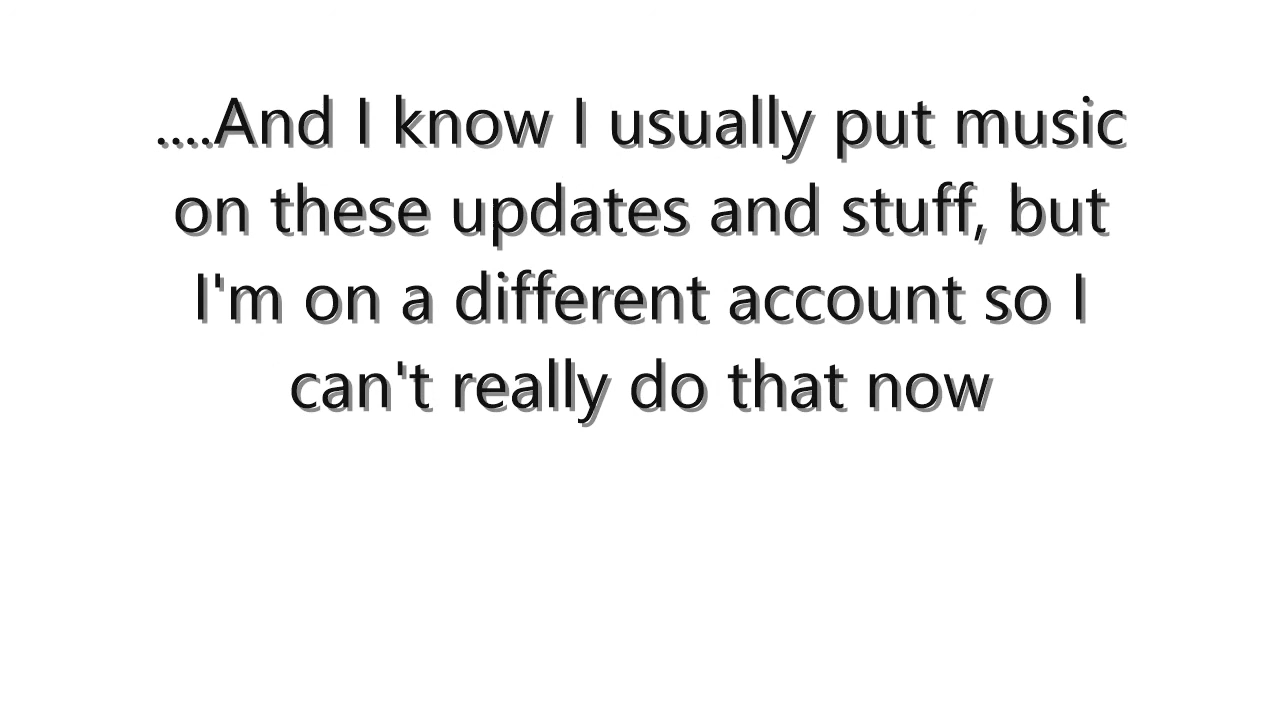 ....And I know I usually put music
on these updates and stuff, but
I'm on a different account so I
can't really do that now